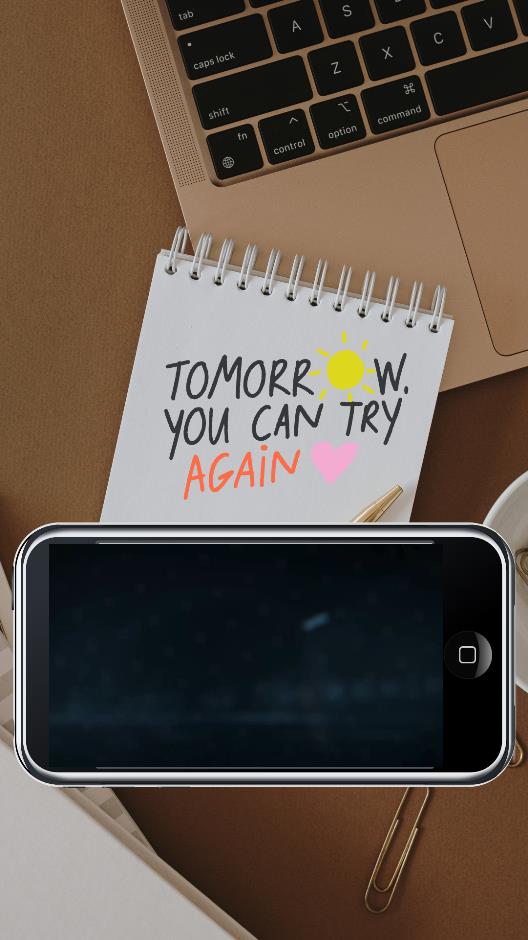 tab A S
caps lock Z X C V
shift
fn ^ ⌥ ⌘
control option command
TOMORROW.
YOU CAN TRY
AGAIN